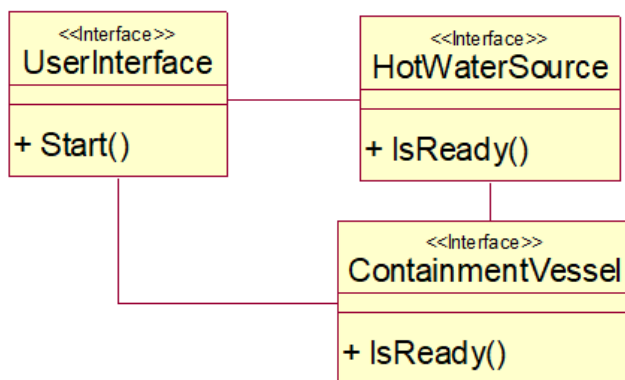 <<Interface>>
UserInterface
+ Start()
<<Interface>>
HotWaterSource
+ IsReady()
<<Interface>>
ContainmentVessel
+ IsReady()